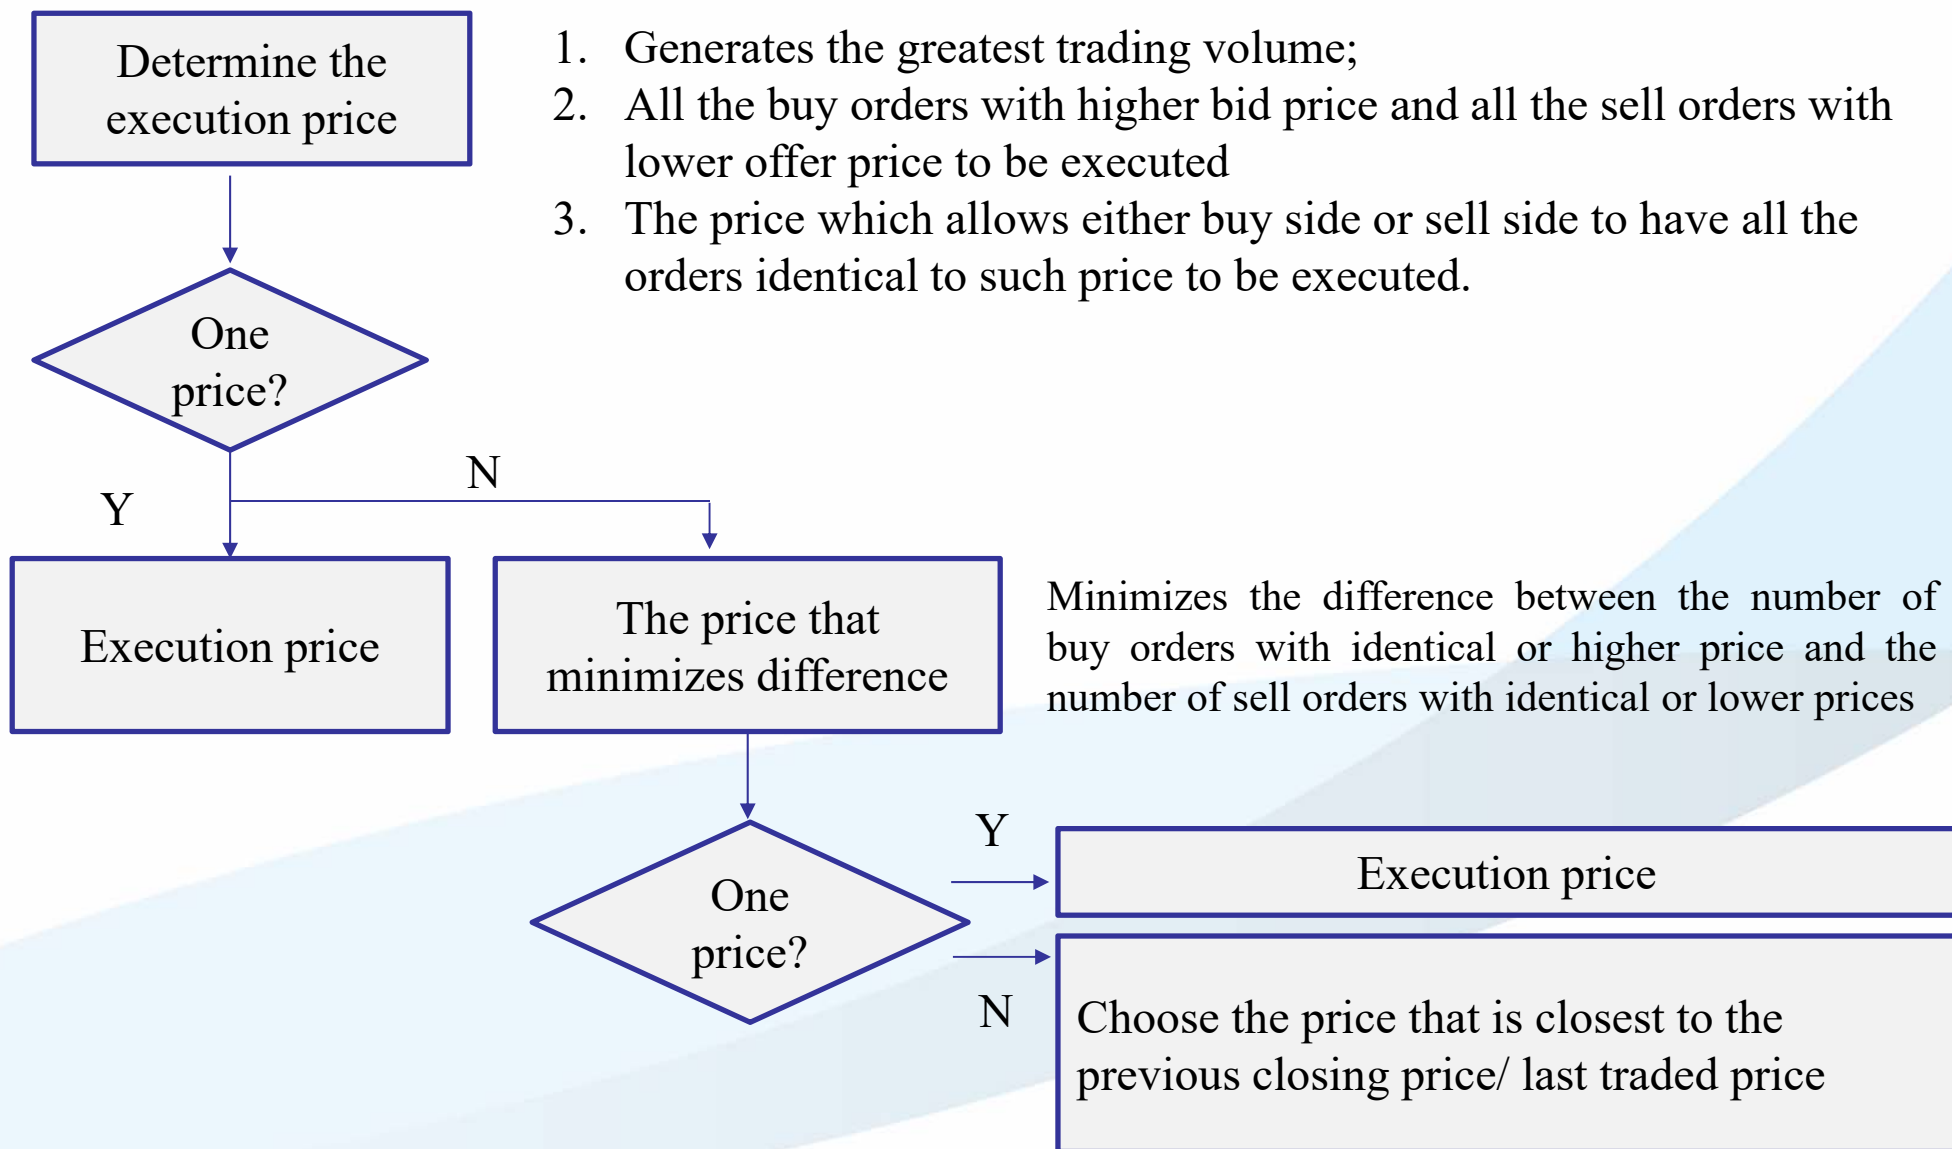 Determine the
execution price
1. Generates the greatest trading volume;
2. All the buy orders with higher bid price and all the sell orders with
lower offer price to be executed
3. The price which allows either buy side or sell side to have all the
orders identical to such price to be executed.
One
price?
N
Y
Execution price
The price that
minimizes difference
Minimizes the difference between the number of
buy orders with identical or higher price and the
number of sell orders with identical or lower prices
One
price?
Y
Execution price
N
Choose the price that is closest to the
previous closing price/ last traded price